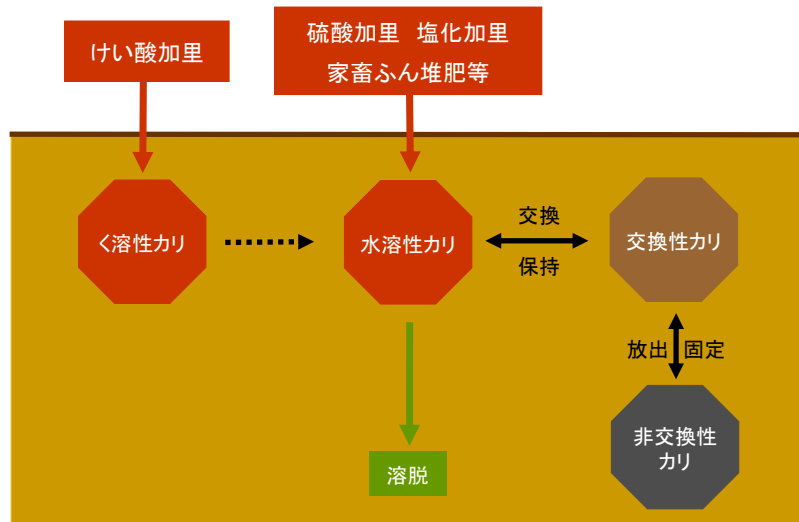 けい酸加里
硫酸加里　塩化加里
家畜ふん堆肥等
く溶性カリ
水溶性カリ
交換
保持
交換性カリ
放出
固定
非交換性
カリ
溶脱